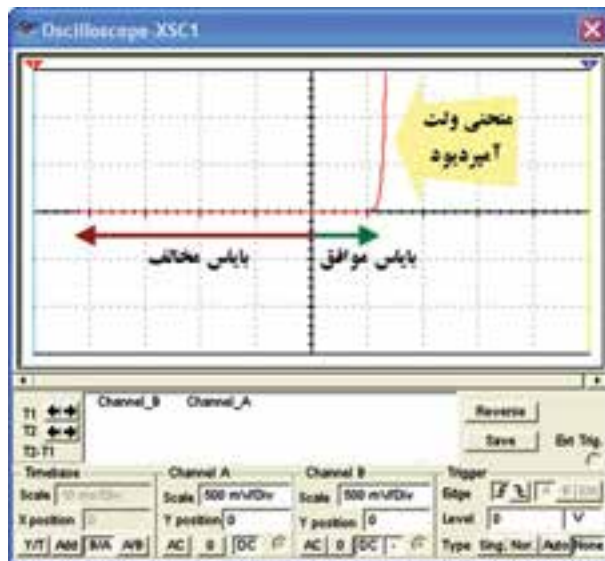 Oscilloscope-XSC1
منحنی ولت
آمپردیود
بایاس مخالف
بایاس موافق
Channel_B Channel_A
T1
T2
T2-T1
Reverse
Save
Ext Trig.
Timebase
Channel A
Channel B
Trigger
Scale
Scale 500 mV/Div
Scale 500 mV/Div
Edge
X position 0
Y position 0
Y position 0
Level 0 V
Y/T Add B/A A/B
AC 0 DC
AC 0 DC -
Type Sing. Nor. Auto None